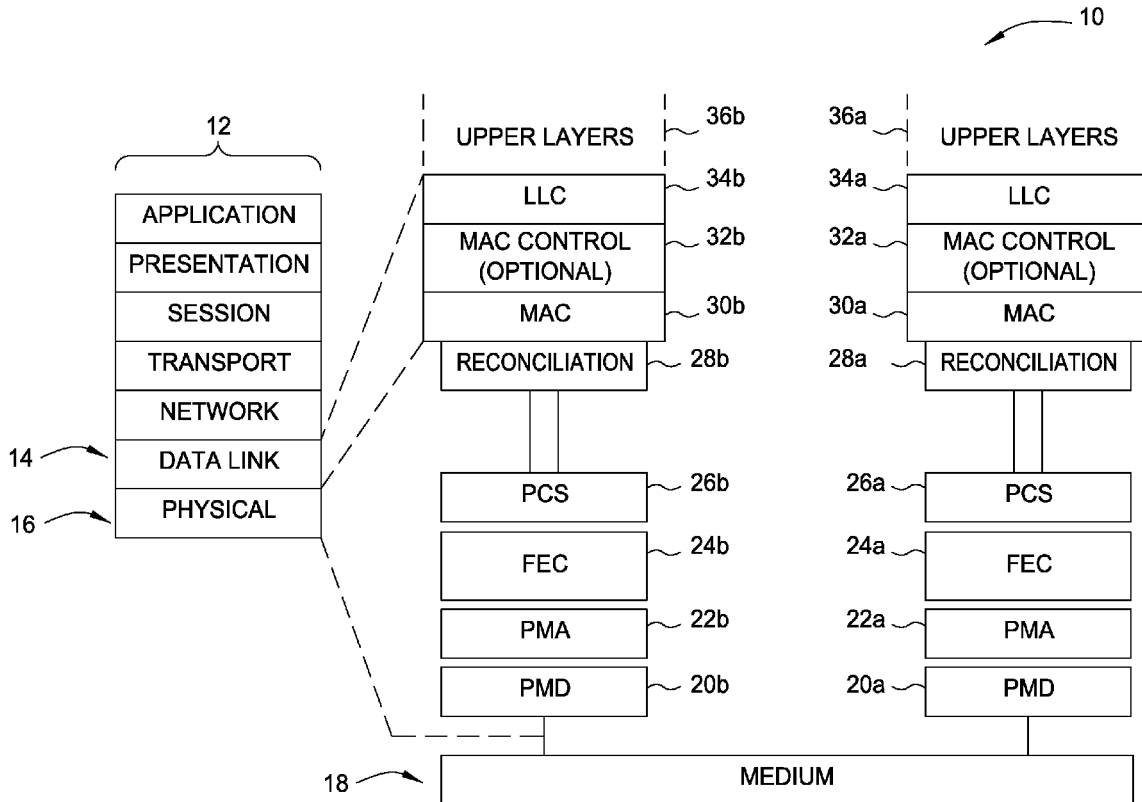 10
12
APPLICATION
PRESENTATION
SESSION
TRANSPORT
NETWORK
DATA LINK
PHYSICAL
14
16
UPPER LAYERS
36b
LLC
34b
MAC CONTROL
(OPTIONAL)
32b
MAC
30b
RECONCILIATION
28b
PCS
26b
FEC
24b
PMA
22b
PMD
20b
36a
UPPER LAYERS
34a
LLC
32a
MAC CONTROL
(OPTIONAL)
30a
MAC
28a
RECONCILIATION
26a
PCS
24a
FEC
22a
PMA
20a
PMD
18
MEDIUM